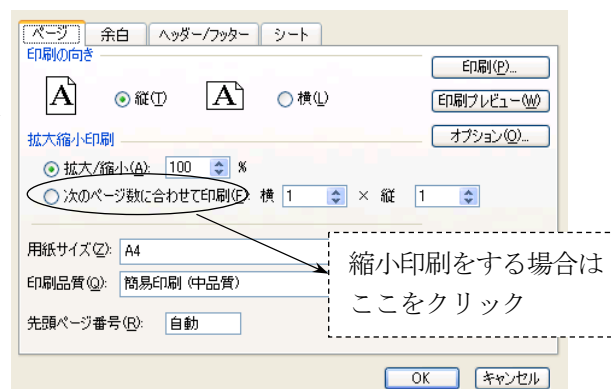 ページ 余白 ヘッダー/フッター シート
印刷の向き
印刷(P)...
A 縦(T) A 横(L)
印刷プレビュー(W)
拡大縮小印刷
オプション(O)...
拡大/縮小(A): 100 %
次のページ数に合わせて印刷(F): 横 1 × 縦 1
用紙サイズ(Z): A4
縮小印刷をする場合は
ここをクリック
印刷品質(Q): 簡易印刷 (中品質)
先頭ページ番号(R): 自動
OK キャンセル